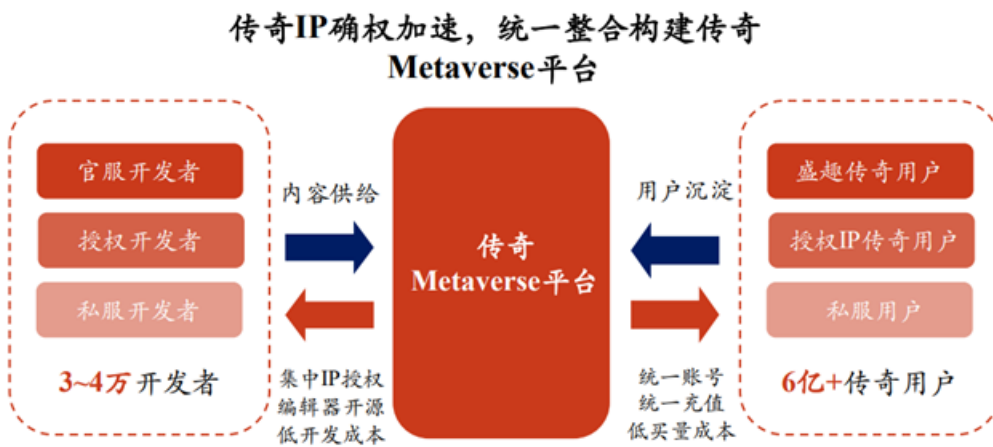 传奇IP确权加速，统一整合构建传奇
Metaverse平台
官服开发者
授权开发者
私服开发者
3~4万开发者
内容供给
集中IP授权
编辑器开源
低开发成本
传奇
Metaverse平台
用户沉淀
统一账号
统一充值
低买量成本
盛趣传奇用户
授权IP传奇用户
私服用户
6亿+传奇用户